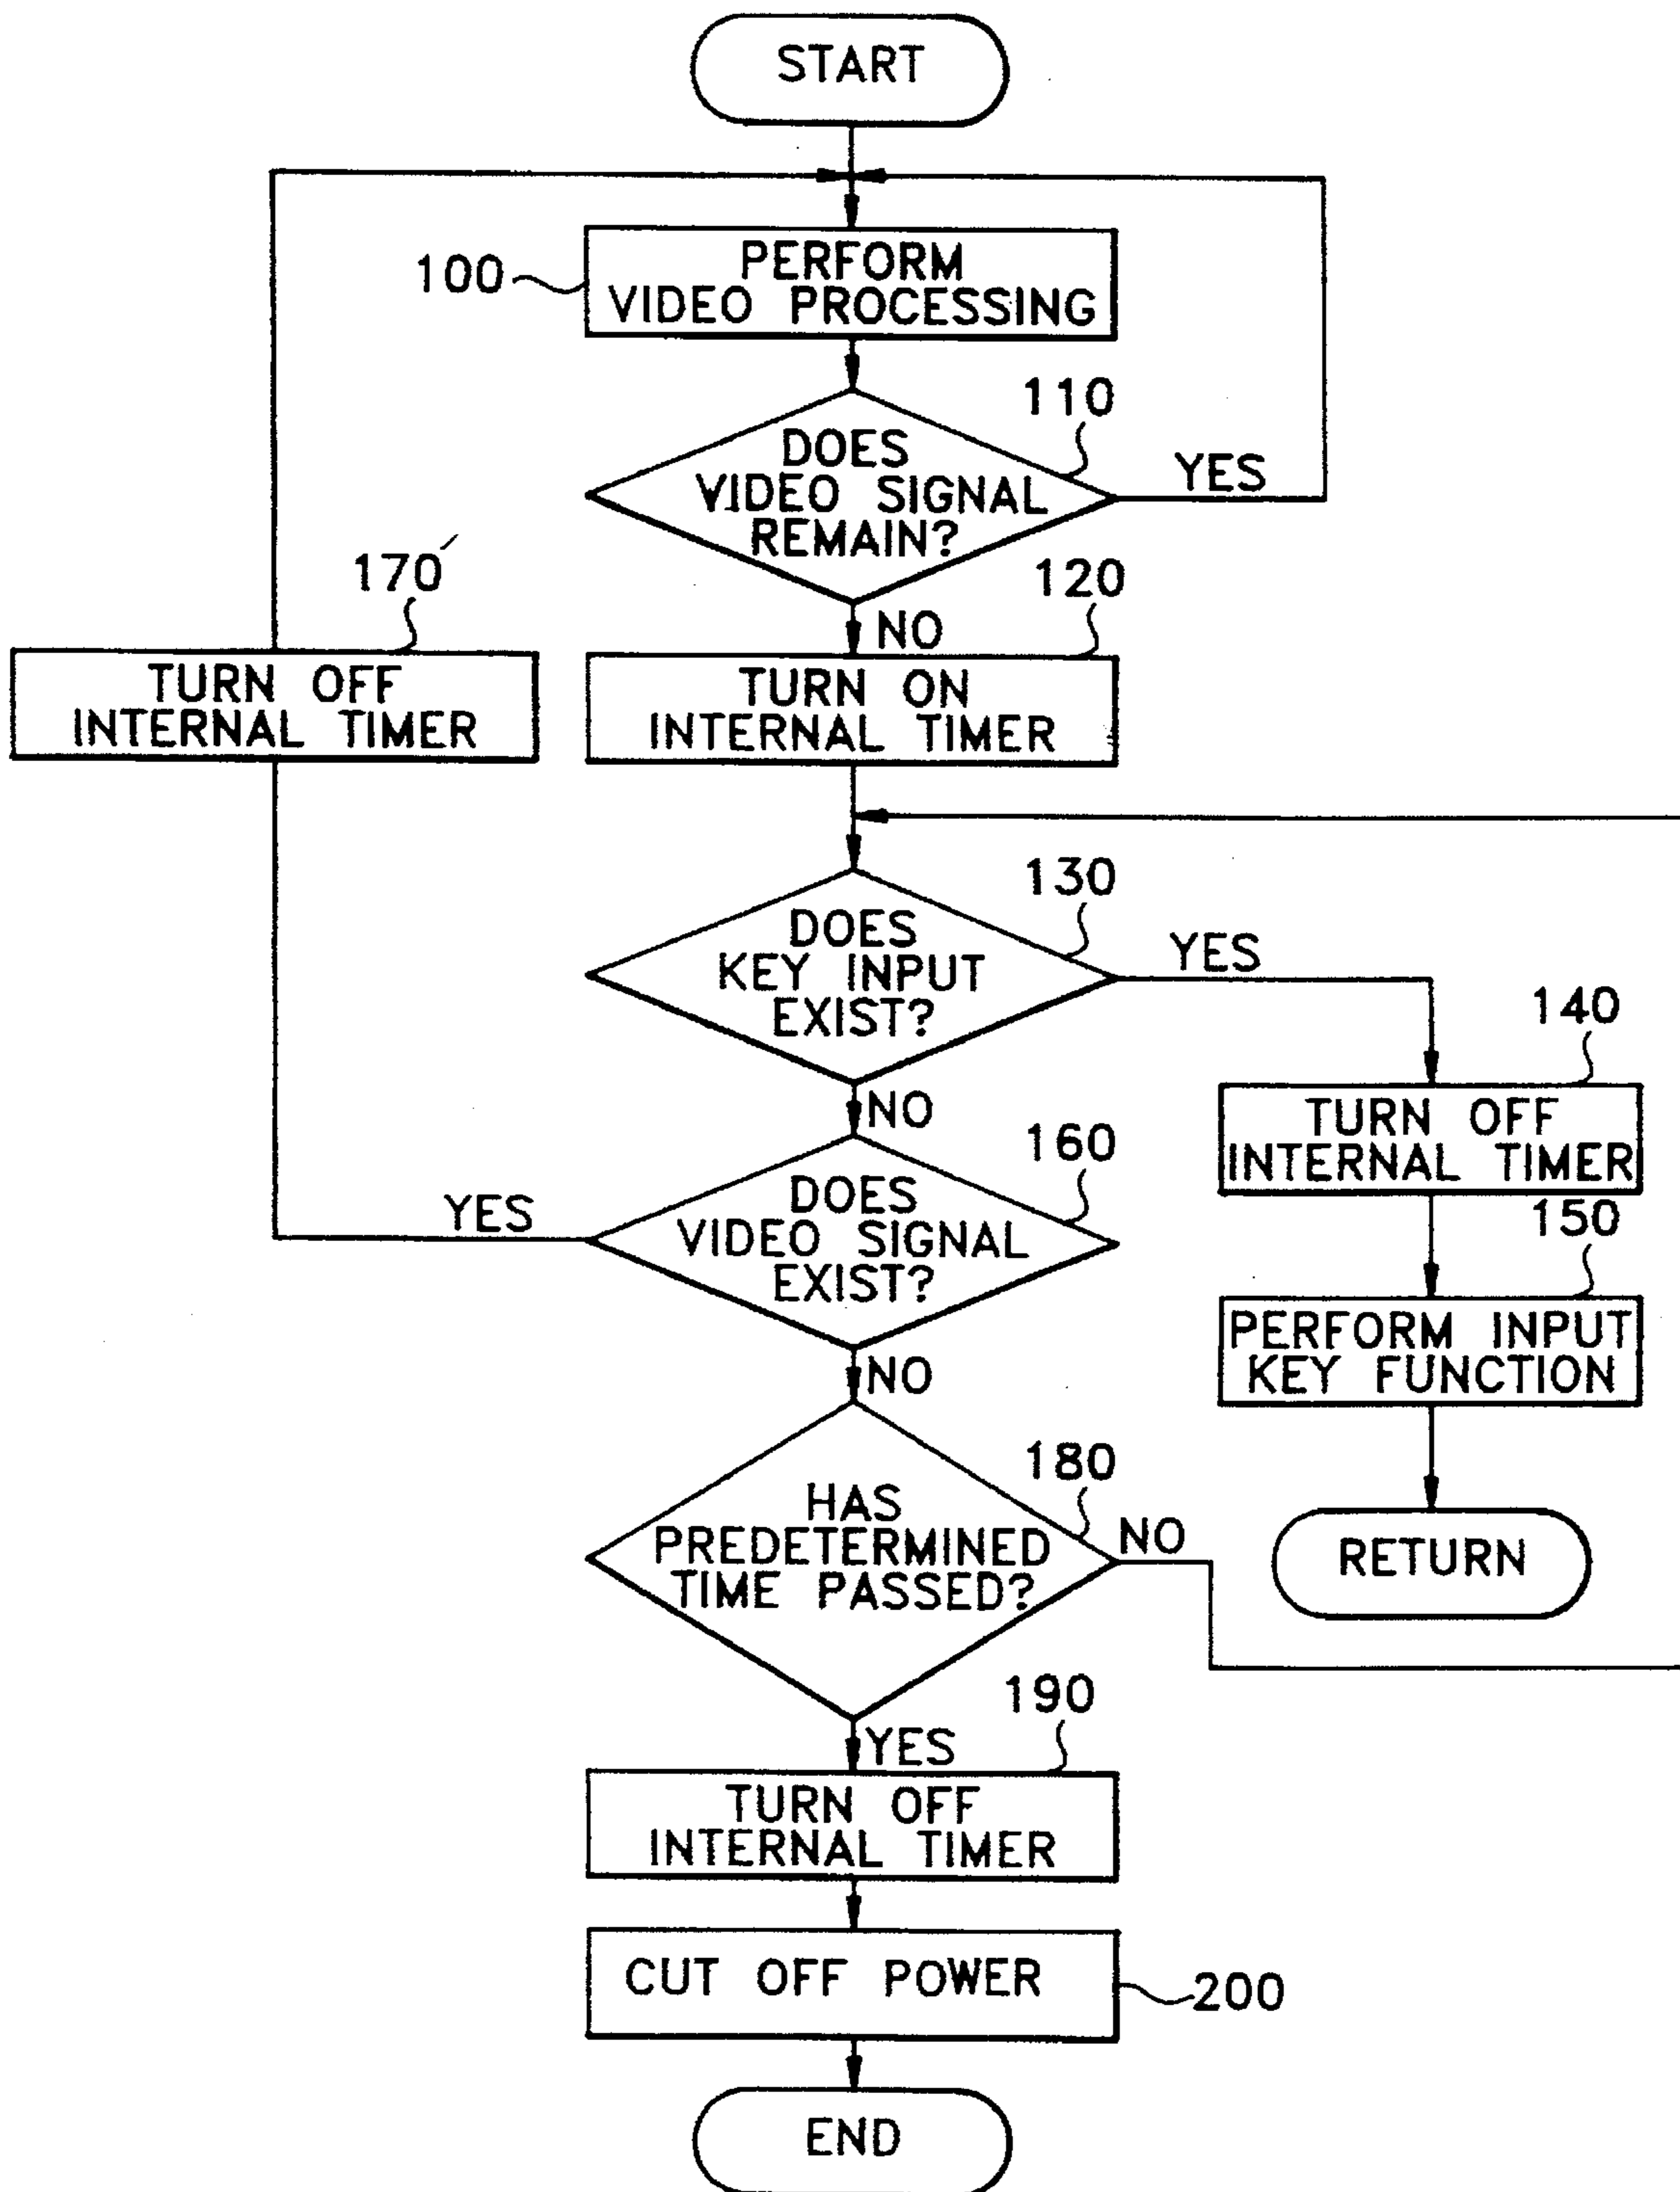 START
PERFORM
VIDEO PROCESSING
100
110
DOES
VIDEO SIGNAL
REMAIN?
YES
170
120
NO
TURN OFF
INTERNAL TIMER
TURN ON
INTERNAL TIMER
130
DOES
KEY INPUT
EXIST?
YES
140
NO
TURN OFF
INTERNAL TIMER
160
DOES
VIDEO SIGNAL
EXIST?
YES
150
PERFORM INPUT
KEY FUNCTION
NO
180
HAS
PREDETERMINED
TIME PASSED?
NO
RETURN
190
YES
TURN OFF
INTERNAL TIMER
CUT OFF POWER
200
END